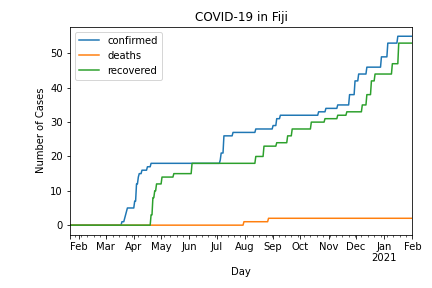 COVID-19 in Fiji
confirmed
deaths
recovered
Number of Cases
50
40
30
20
10
0
Feb Mar Apr May Jun Jul Aug Sep Oct Nov Dec Jan Feb
2021
Day